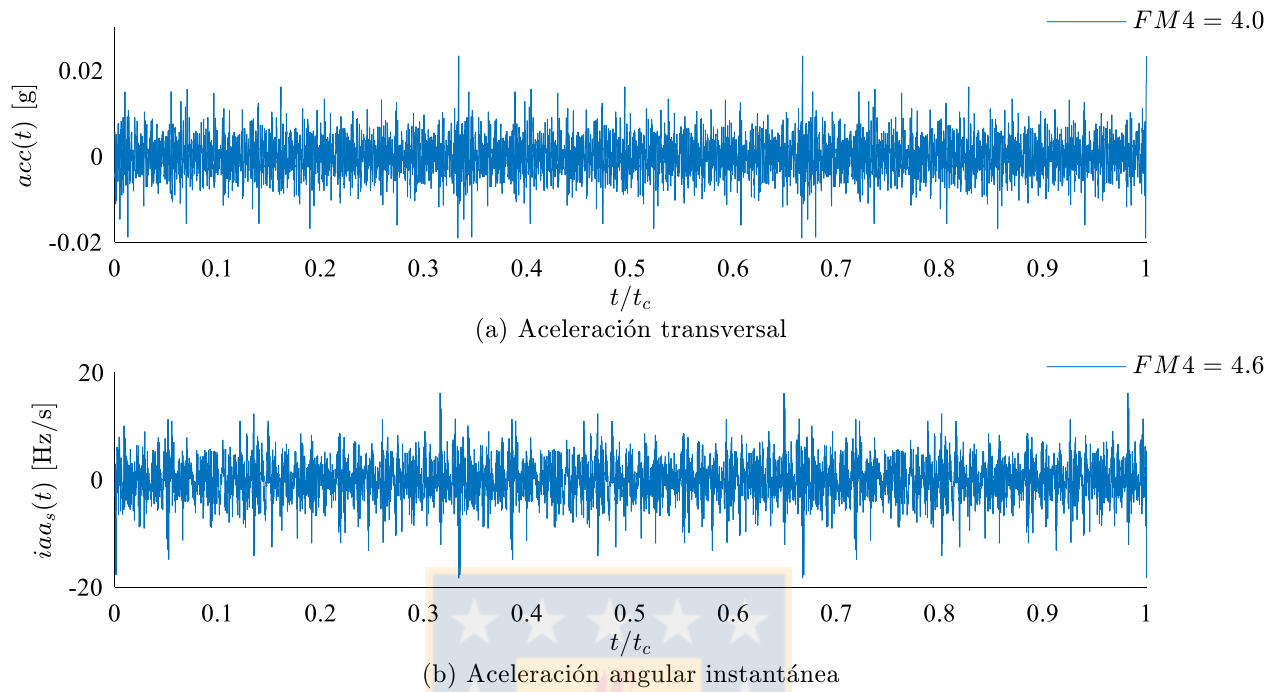 FM4 = 4.0
acc(t) [g]
0.02
0
-0.02
0 0.1 0.2 0.3 0.4 0.5 0.6 0.7 0.8 0.9 1
t/t_c
(a) Aceleración transversal
FM4 = 4.6
iaa_s(t) [Hz/s]
20
0
-20
0 0.1 0.2 0.3 0.4 0.5 0.6 0.7 0.8 0.9 1
t/t_c
(b) Aceleración angular instantánea